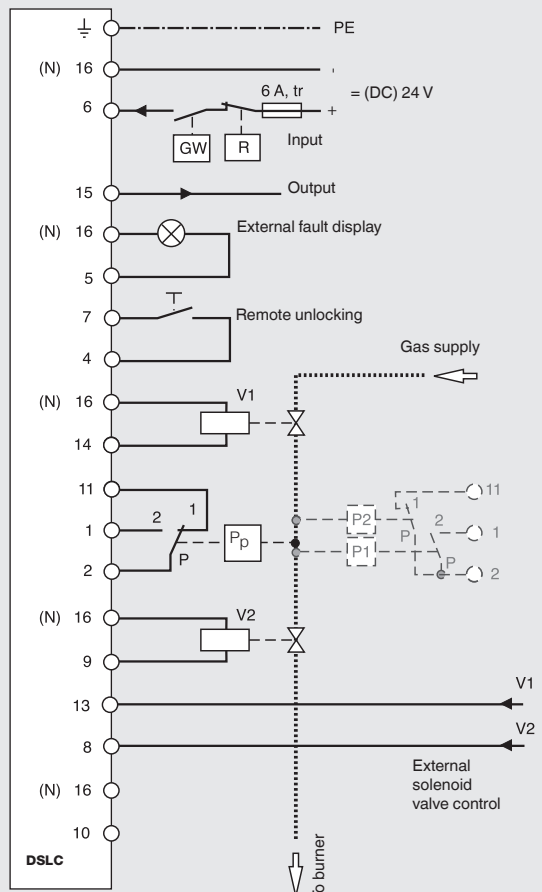 PE
(N) 16
6 A, tr
= (DC) 24 V
6
+
GW
R
Input
15
Output
(N) 16
External fault display
5
7
Remote unlocking
4
Gas supply
(N) 16
V1
14
11
1
2
1
P
Pp
2
P2
P1
1
2
P
P
11
1
2
(N) 16
V2
9
13
V1
8
V2
External
solenoid
valve control
(N) 16
10
DSLC
burner